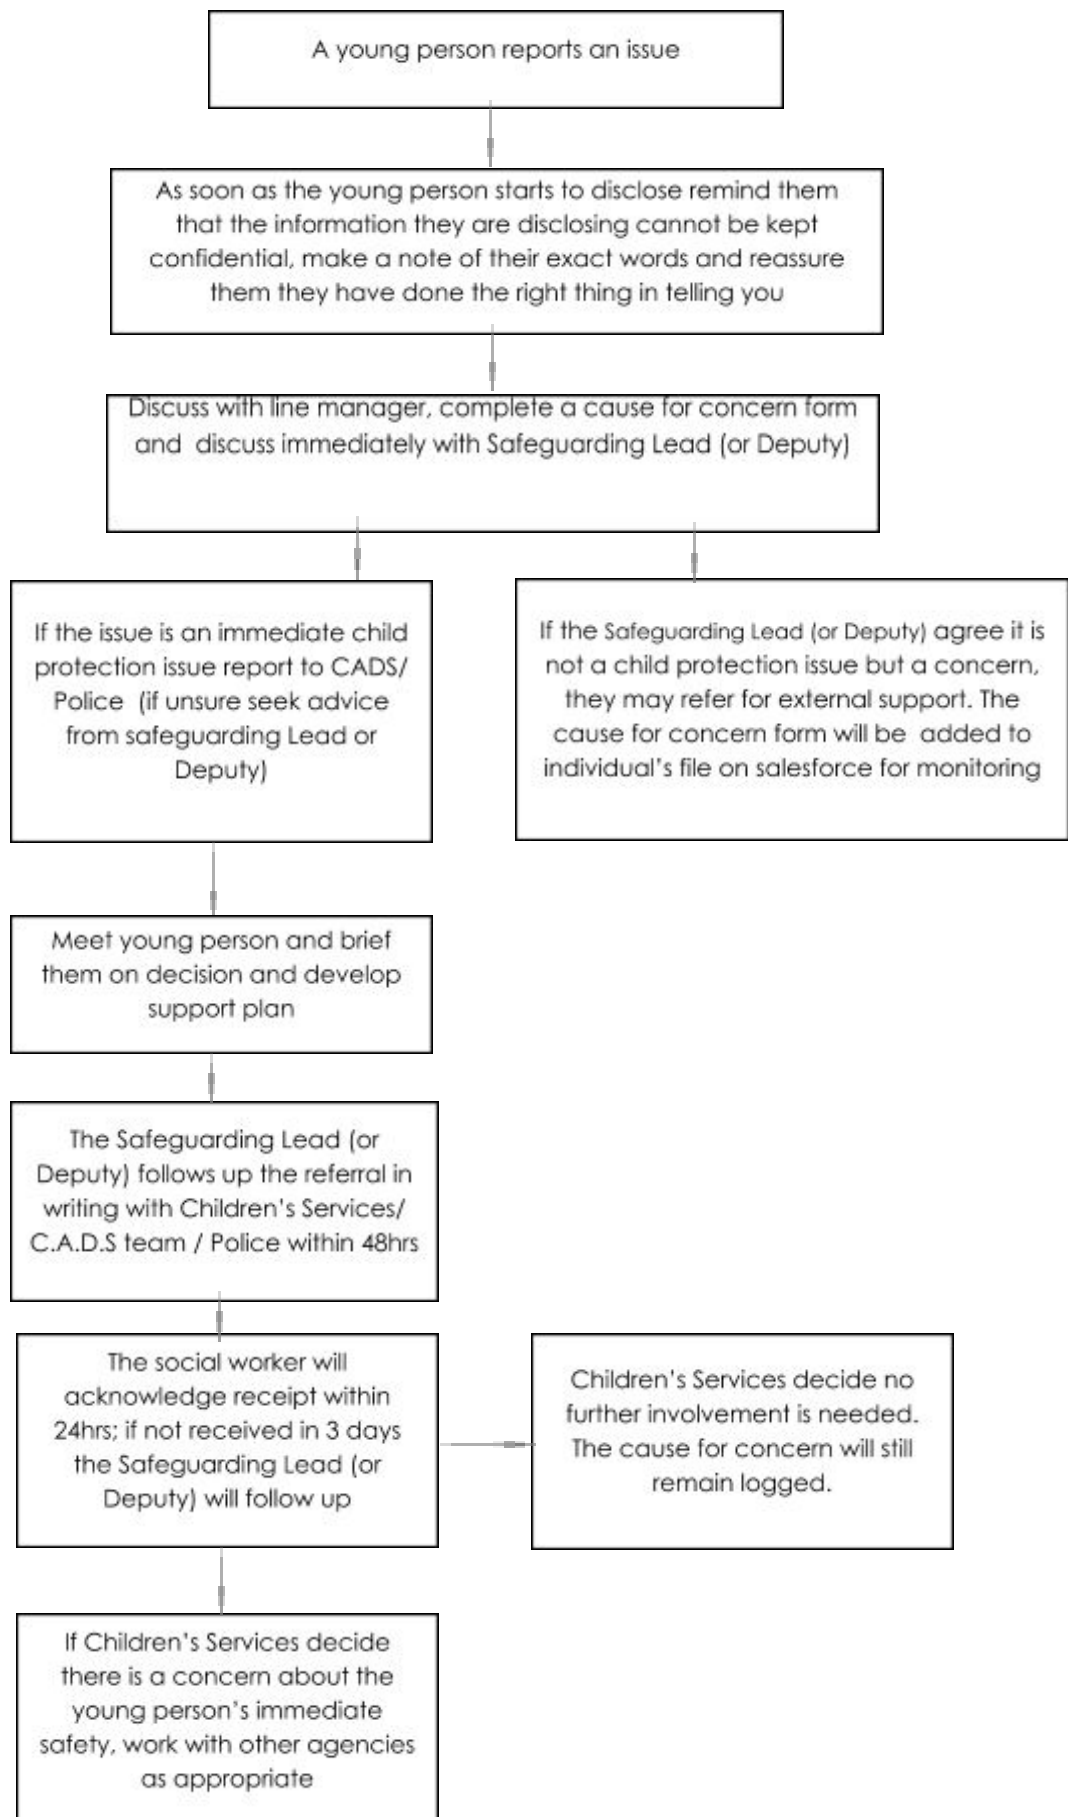 A young person reports an issue
As soon as the young person starts to disclose remind them
that the information they are disclosing cannot be kept
confidential, make a note of their exact words and reassure
them they have done the right thing in telling you
Discuss with line manager, complete a cause for concern form
and discuss immediately with Safeguarding Lead (or Deputy)
If the issue is an immediate child
protection issue report to CADS/
Police (if unsure seek advice
from safeguarding Lead or
Deputy)
If the Safeguarding Lead (or Deputy) agree it is
not a child protection issue but a concern,
they may refer for external support. The
cause for concern form will be added to
individual's file on salesforce for monitoring
Meet young person and brief
them on decision and develop
support plan
The Safeguarding Lead (or
Deputy) follows up the referral in
writing with Children's Services/
C.A.D.S team / Police within 48hrs
The social worker will
acknowledge receipt within
24hrs; if not received in 3 days
the Safeguarding Lead (or
Deputy) will follow up
Children's Services decide no
further involvement is needed.
The cause for concern will still
remain logged.
If Children's Services decide
there is a concern about the
young person's immediate
safety, work with other agencies
as appropriate